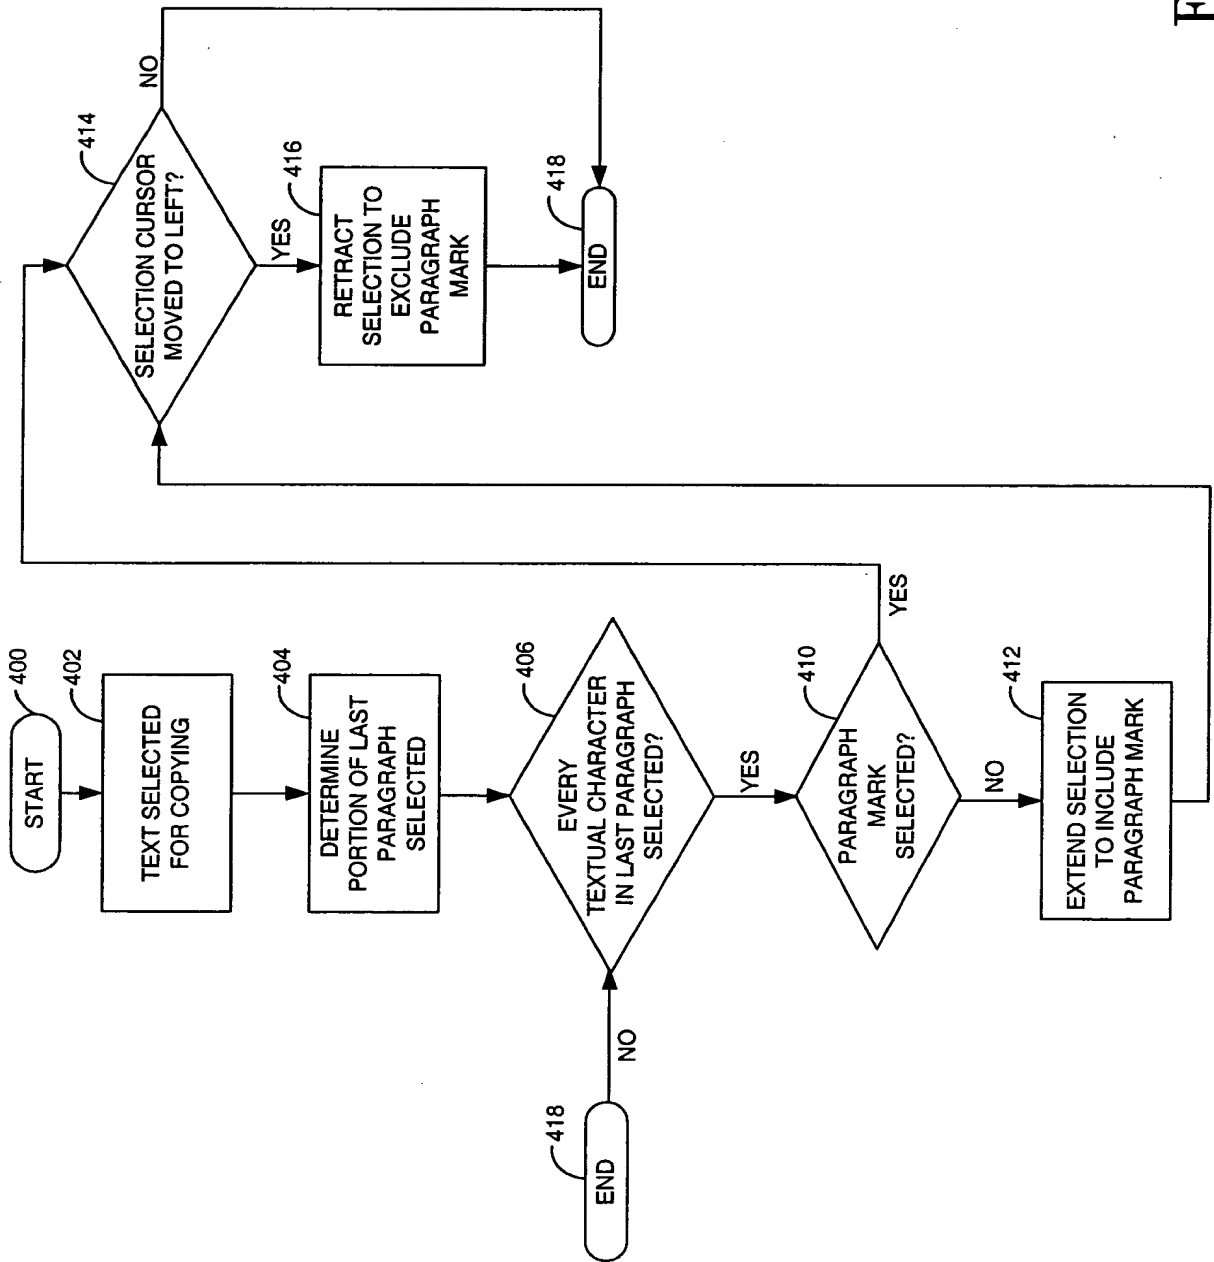 START
400
TEXT SELECTED
FOR COPYING
402
DETERMINE
PORTION OF LAST
PARAGRAPH
SELECTED
404
EVERY
TEXTUAL CHARACTER
IN LAST PARAGRAPH
SELECTED?
406
NO
END
418
YES
PARAGRAPH
MARK
SELECTED?
410
YES
NO
EXTEND SELECTION
TO INCLUDE
PARAGRAPH MARK
412
SELECTION CURSOR
MOVED TO LEFT?
414
NO
YES
RETRACT
SELECTION TO
EXCLUDE
PARAGRAPH
MARK
416
END
418